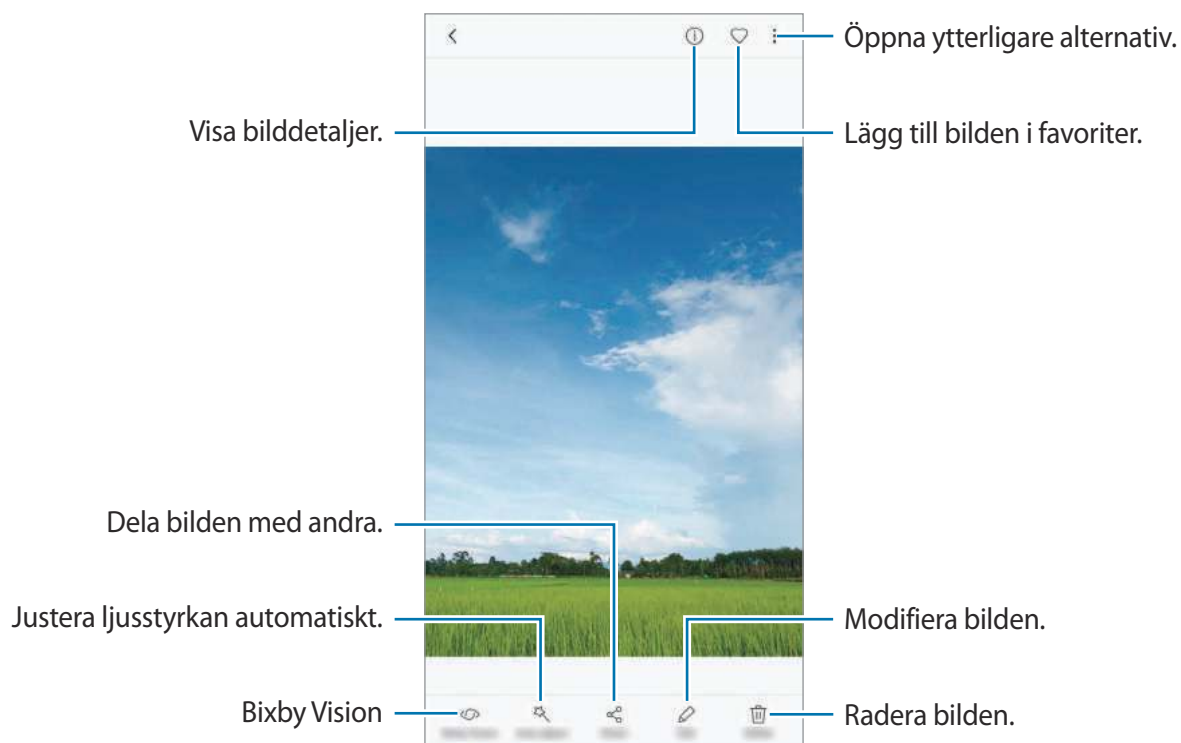 Öppna ytterligare alternativ.
Visa bilddetaljer.
Lägg till bilden i favoriter.
Dela bilden med andra.
Justera ljusstyrkan automatiskt.
Modifiera bilden.
Bixby Vision
Radera bilden.